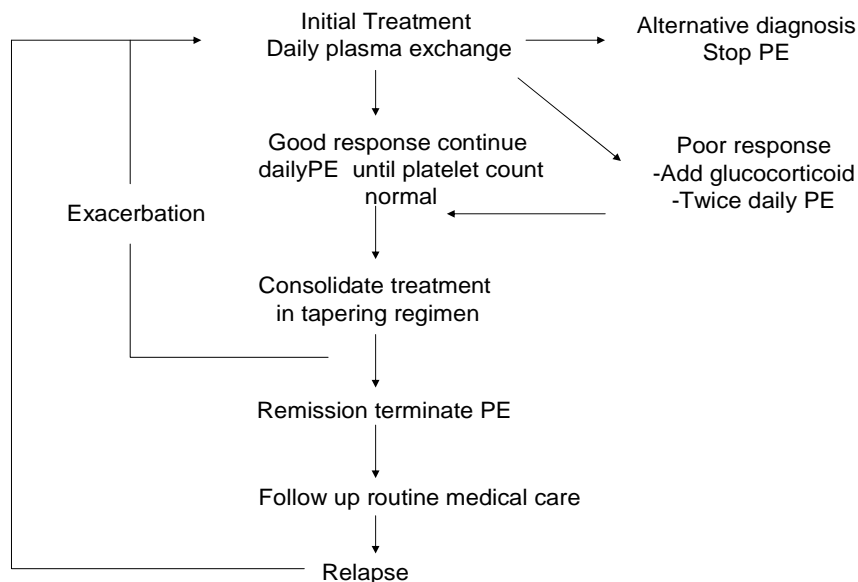 Initial Treatment
Daily plasma exchange
Alternative diagnosis
Stop PE
Good response continue
dailyPE until platelet count
normal
Poor response
-Add glucocorticoid
-Twice daily PE
Exacerbation
Consolidate treatment
in tapering regimen
Remission terminate PE
Follow up routine medical care
Relapse